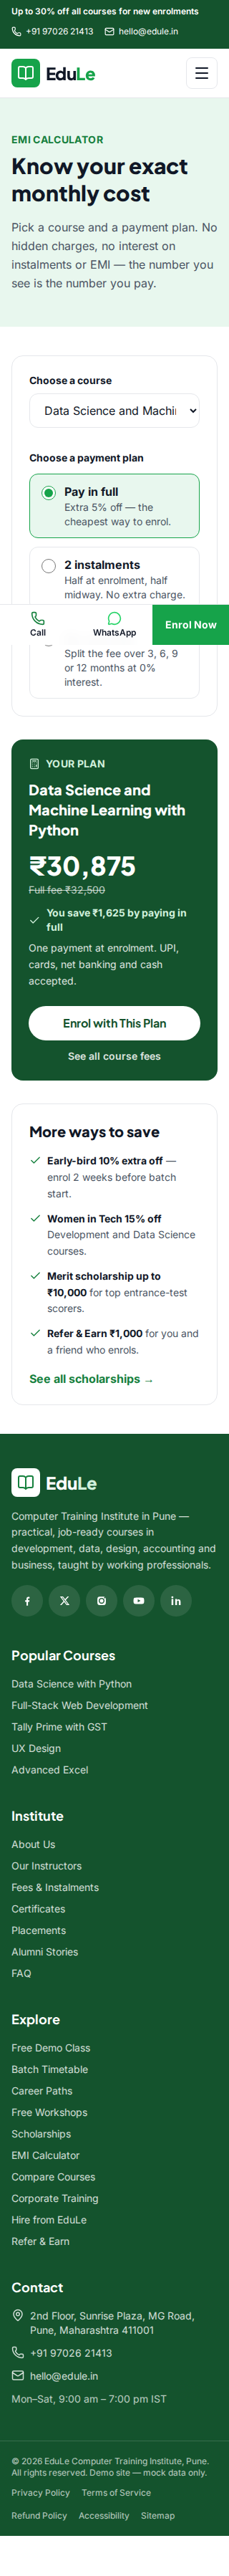 Up to 30% off all courses for new enrolments
+91 97026 21413 hello@edule.in
EduLe
EMI CALCULATOR
Know your exact
monthly cost
Pick a course and a payment plan. No
hidden charges, no interest on
instalments or EMI — the number you
see is the number you pay.
Choose a course
Data Science and Machin
Choose a payment plan
Pay in full
Extra 5% off — the
cheapest way to enrol.
2 instalments
Half at enrolment, half
midway. No extra charge.
Call WhatsApp Enrol Now
Split the fee over 3, 6, 9
or 12 months at 0%
interest.
YOUR PLAN
Data Science and
Machine Learning with
Python
₹30,875
Full fee ₹32,500
You save ₹1,625 by paying in
full
One payment at enrolment. UPI,
cards, net banking and cash
accepted.
Enrol with This Plan
See all course fees
More ways to save
Early-bird 10% extra off —
enrol 2 weeks before batch
start.
Women in Tech 15% off
Development and Data Science
courses.
Merit scholarship up to
₹10,000 for top entrance-test
scorers.
Refer & Earn ₹1,000 for you and
a friend who enrols.
See all scholarships →
EduLe
Computer Training Institute in Pune —
practical, job-ready courses in
development, data, design, accounting and
business, taught by working professionals.
Popular Courses
Data Science with Python
Full-Stack Web Development
Tally Prime with GST
UX Design
Advanced Excel
Institute
About Us
Our Instructors
Fees & Instalments
Certificates
Placements
Alumni Stories
FAQ
Explore
Free Demo Class
Batch Timetable
Career Paths
Free Workshops
Scholarships
EMI Calculator
Compare Courses
Corporate Training
Hire from EduLe
Refer & Earn
Contact
2nd Floor, Sunrise Plaza, MG Road,
Pune, Maharashtra 411001
+91 97026 21413
hello@edule.in
Mon–Sat, 9:00 am – 7:00 pm IST
© 2026 EduLe Computer Training Institute, Pune.
All rights reserved. Demo site — mock data only.
Privacy Policy Terms of Service
Refund Policy Accessibility Sitemap